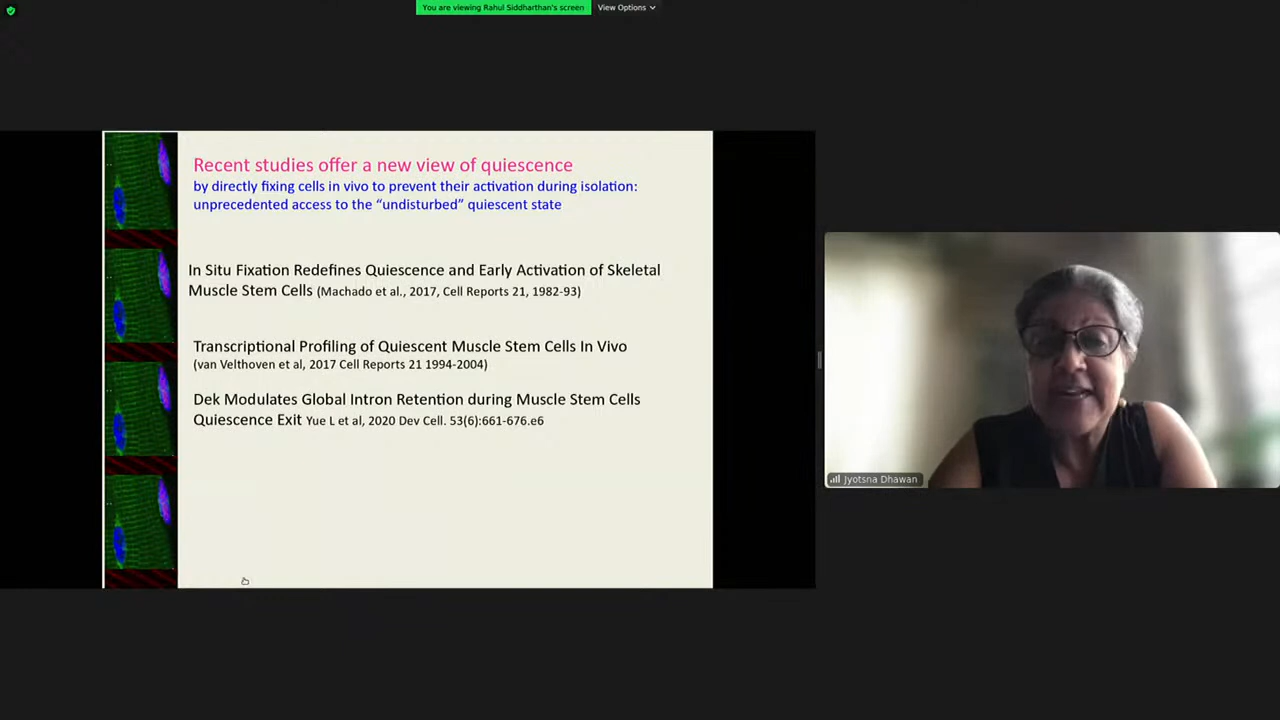 You are viewing Rahul Siddharthan's screen
View Options
Recent studies offer a new view of quiescence
by directly fixing cells in vivo to prevent their activation during isolation:
unprecedented access to the “undisturbed” quiescent state
In Situ Fixation Redefines Quiescence and Early Activation of Skeletal
Muscle Stem Cells (Machado et al., 2017, Cell Reports 21, 1982-93)
Transcriptional Profiling of Quiescent Muscle Stem Cells In Vivo
(van Velthoven et al, 2017 Cell Reports 21 1994-2004)
Dek Modulates Global Intron Retention during Muscle Stem Cells
Quiescence Exit Yue L et al, 2020 Dev Cell. 53(6):661-676.e6
Jyotsna Dhawan